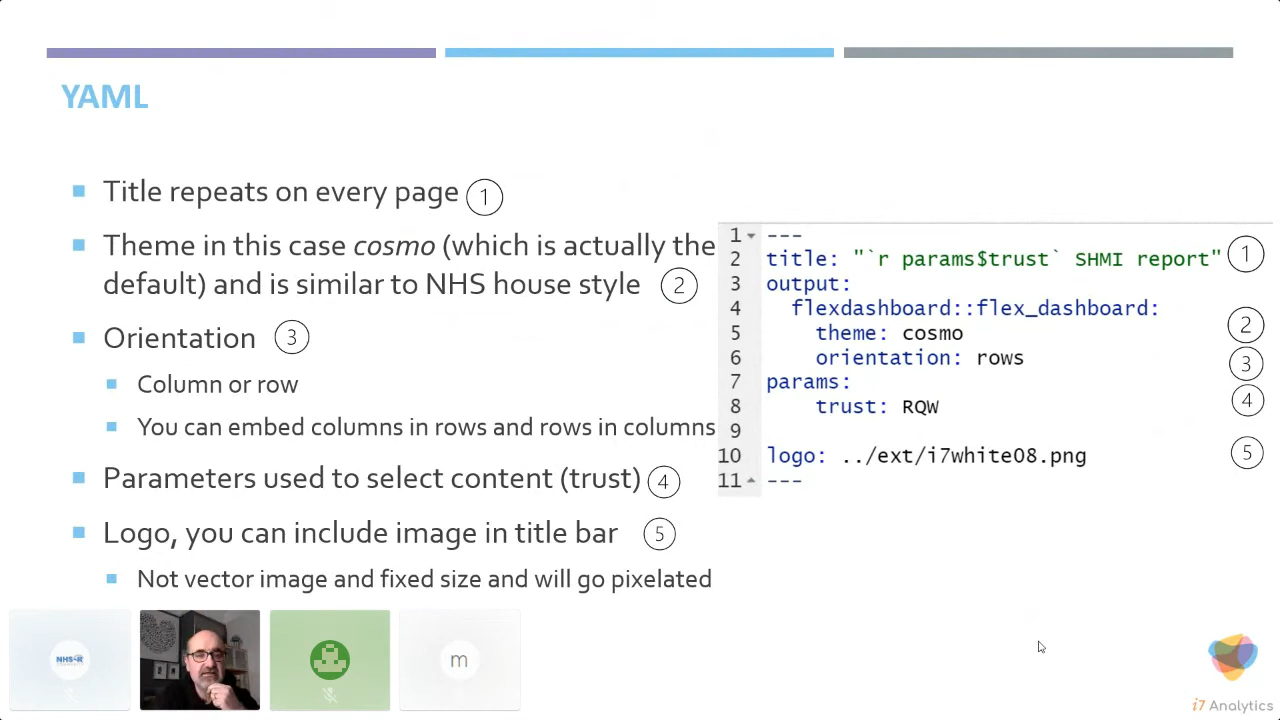 YAML
Title repeats on every page 1
Theme in this case cosmo (which is actually the
default) and is similar to NHS house style 2
Orientation 3
Column or row
You can embed columns in rows and rows in columns
Parameters used to select content (trust) 4
Logo, you can include image in title bar 5
Not vector image and fixed size and will go pixelated
1 ---
2 title: "`r params$trust` SHMI report" 1
3 output:
4 flexdashboard::flex_dashboard:
5 theme: cosmo 2
6 orientation: rows 3
7 params:
8 trust: RQW 4
9
10 logo: ../ext/i7white08.png 5
11 ---
NHS-R
m
i7 Analytics